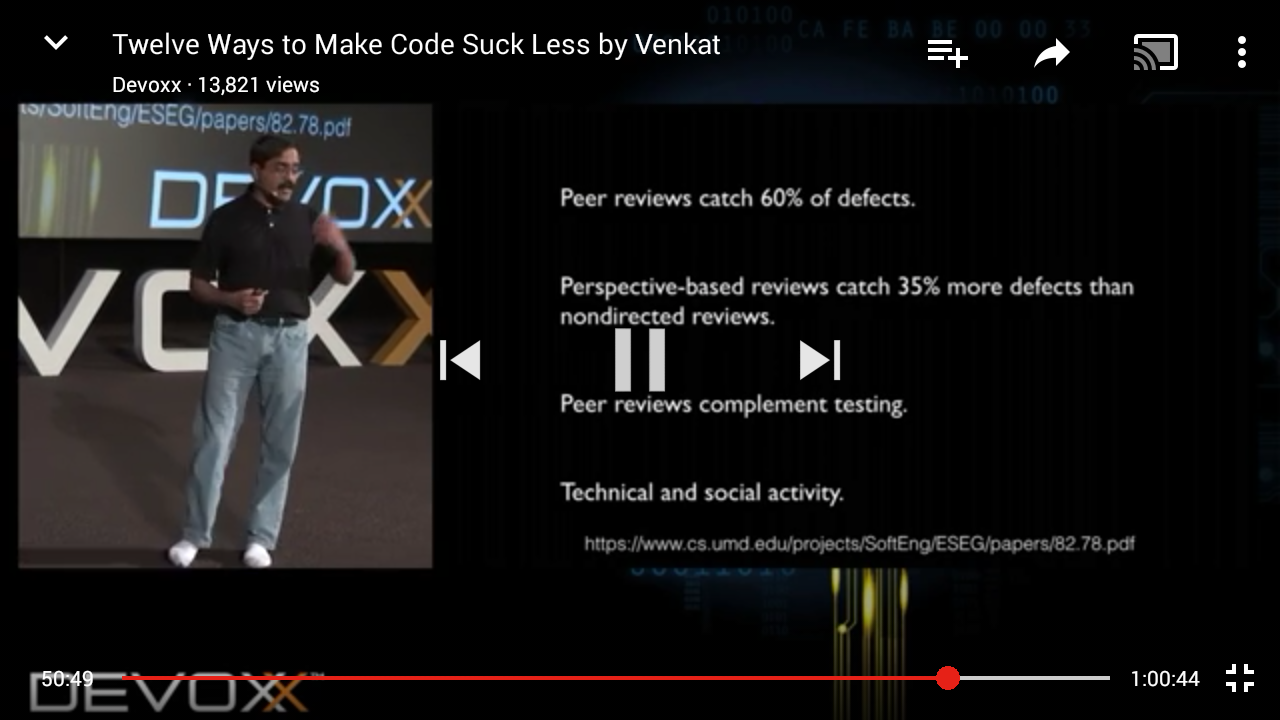 010100
CA FE BA BE 00 00 33
Twelve Ways to Make Code Suck Less by Venkat
Devoxx · 13,821 views
1010100
ts/SoftEng/ESEG/papers/82.78.pdf
DEVOXX
VOXX
Peer reviews catch 60% of defects.
Perspective-based reviews catch 35% more defects than
nondirected reviews.
Peer reviews complement testing.
Technical and social activity.
https://www.cs.umd.edu/projects/SoftEng/ESEG/papers/82.78.pdf
50:49
1:00:44
DEVOXX™